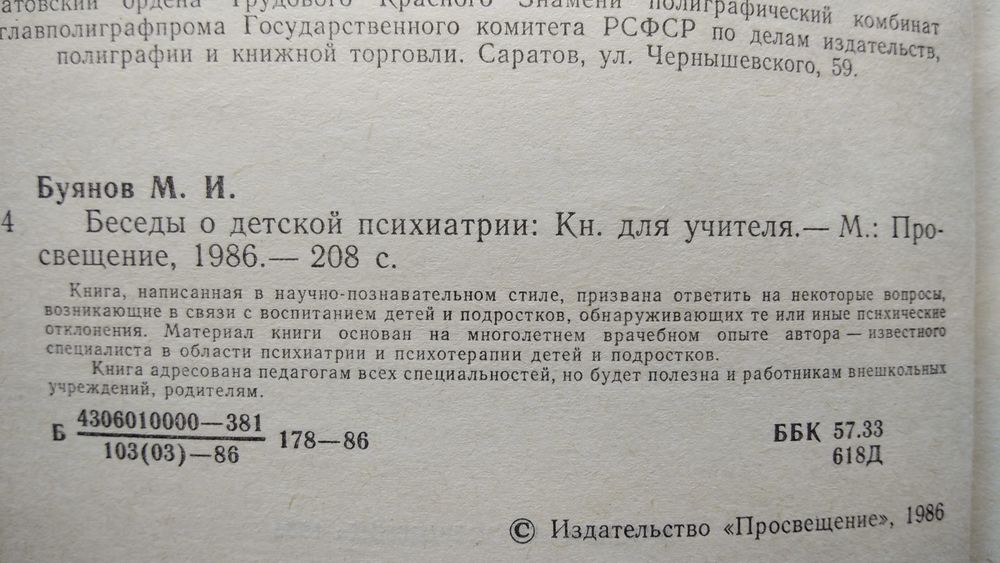 ордена Трудового Красного Знамени полиграфический комбинат
главполиграфпрома Государственного комитета РСФСР по делам издательств,
полиграфии и книжной торговли. Саратов, ул. Чернышевского, 59.
Буянов М. И.
4 Беседы о детской психиатрии: Кн. для учителя.— М.: Про-
свещение, 1986.— 208 с.
Книга, написанная в научно-познавательном стиле, призвана ответить на некоторые вопросы,
возникающие в связи с воспитанием детей и подростков, обнаруживающих те или иные психические
отклонения. Материал книги основан на многолетнем врачебном опыте автора — известного
специалиста в области психиатрии и психотерапии детей и подростков.
Книга адресована педагогам всех специальностей, но будет полезна и работникам внешкольных
учреждений, родителям.
Б 4306010000—381
103(03)—86
178—86
ББК 57.33
618Д
© Издательство «Просвещение», 1986